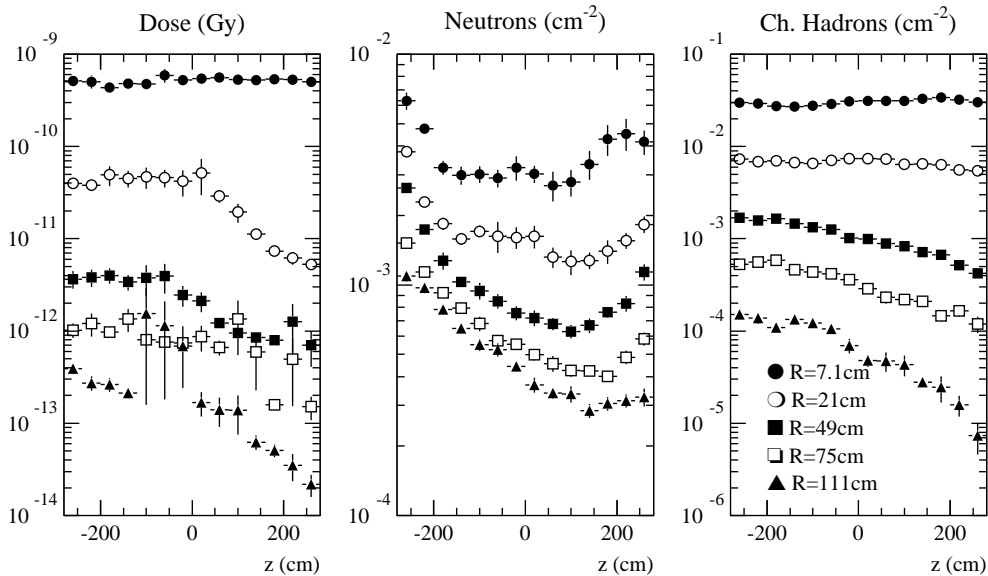 Dose (Gy)
10^-9
10^-10
10^-11
10^-12
10^-13
10^-14
-200 0 200
z (cm)
Neutrons (cm^-2)
10^-2
10^-3
10^-4
-200 0 200
z (cm)
Ch. Hadrons (cm^-2)
10^-1
10^-2
10^-3
10^-4
10^-5
10^-6
R=7.1cm
R=21cm
R=49cm
R=75cm
R=111cm
-200 0 200
z (cm)